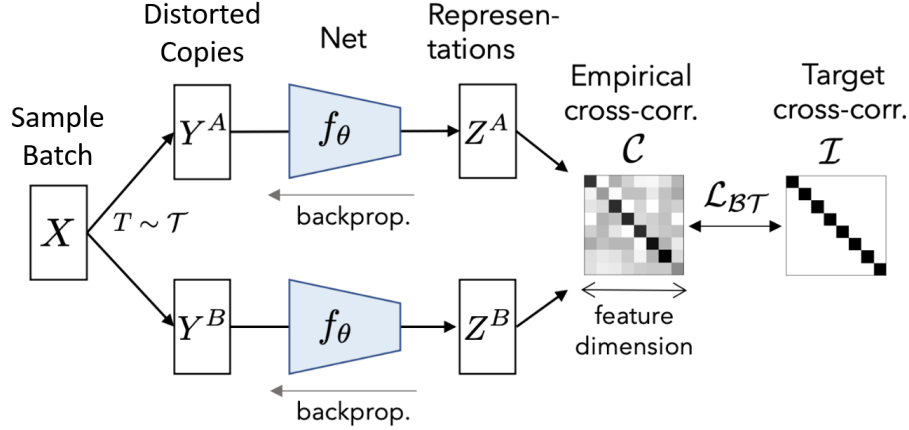 Distorted
Copies
Net
Represen-
tations
Sample
Batch
Empirical
cross-corr.
Target
cross-corr.
Y^A
f_θ
Z^A
𝒞
ℐ
backprop.
X
T ∼ 𝒯
ℒ_ℬ𝒯
Y^B
f_θ
Z^B
feature
dimension
backprop.